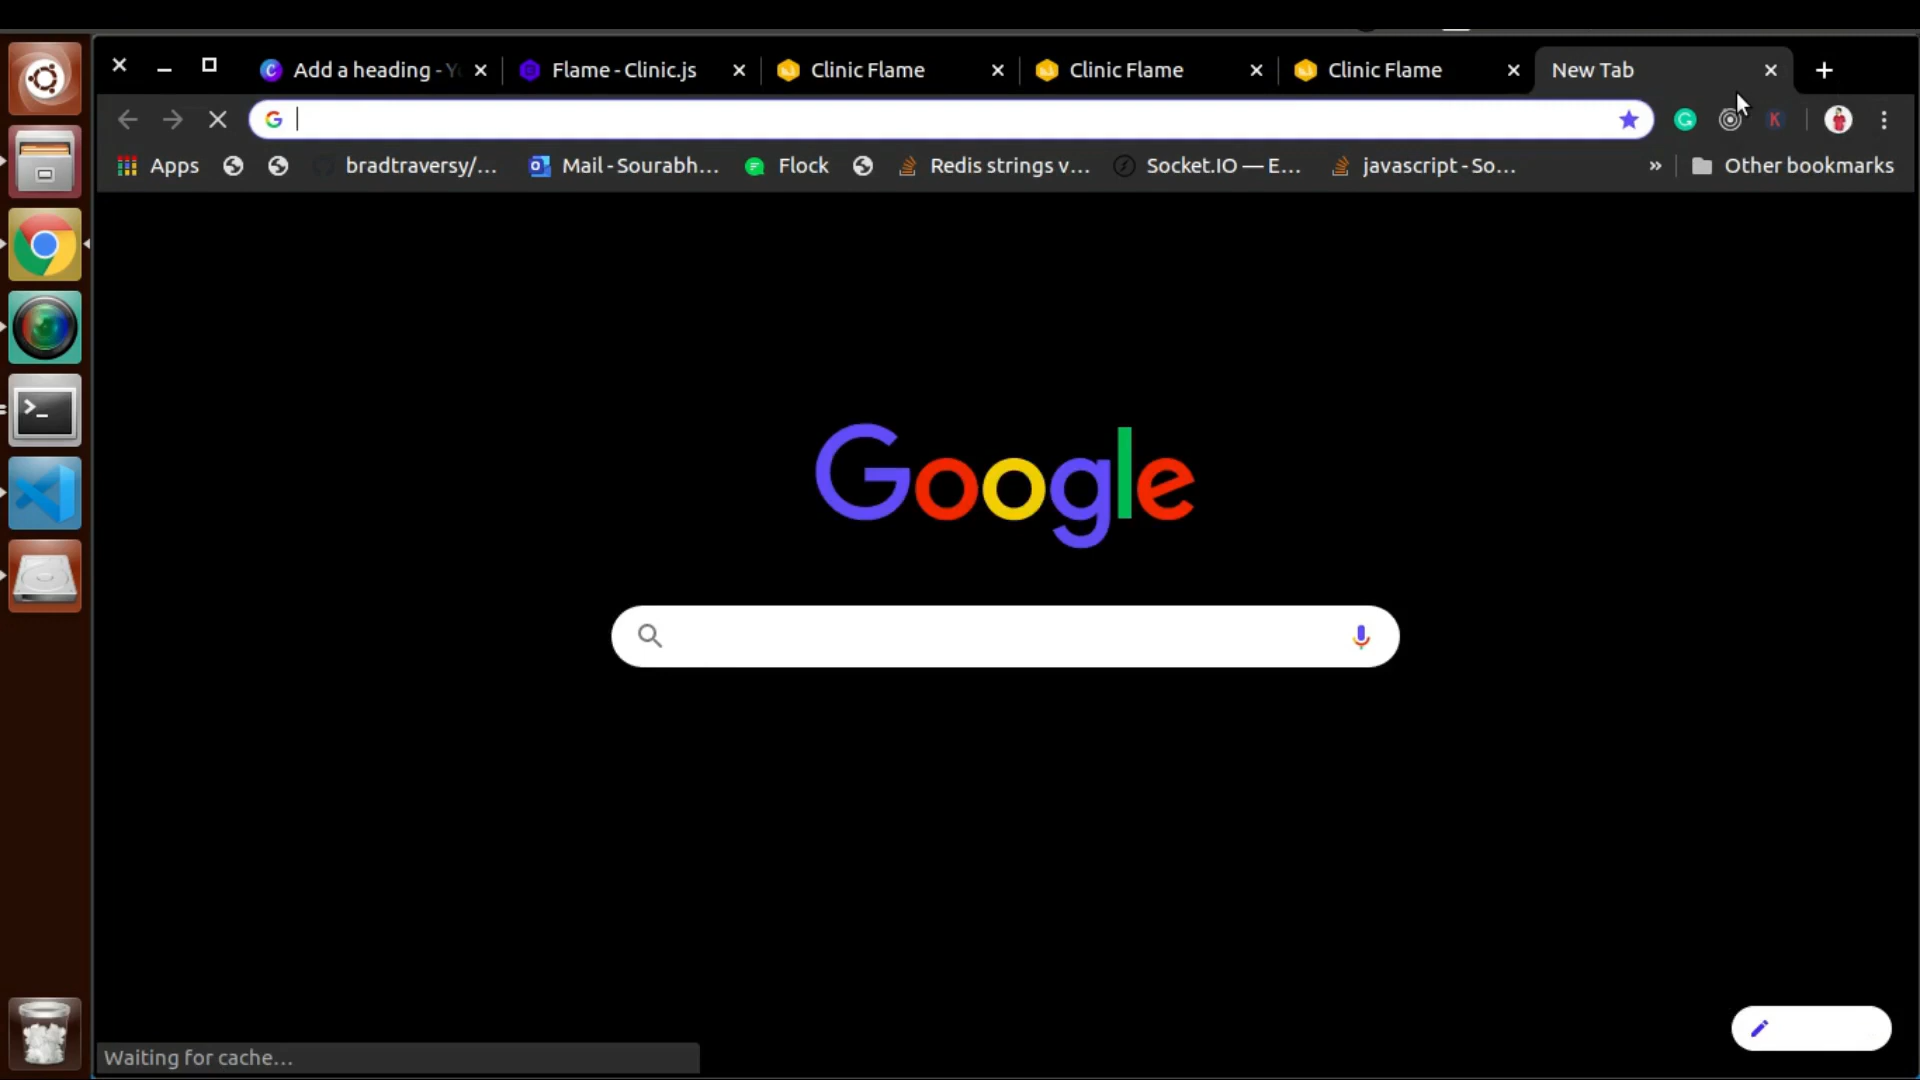 Add a heading - Y
Flame - Clinic.js
Clinic Flame
Clinic Flame
Clinic Flame
New Tab
Apps
bradtraversy/...
Mail - Sourabh...
Flock
Redis strings v...
Socket.IO — E...
javascript - So...
»
Other bookmarks
Google
Waiting for cache...